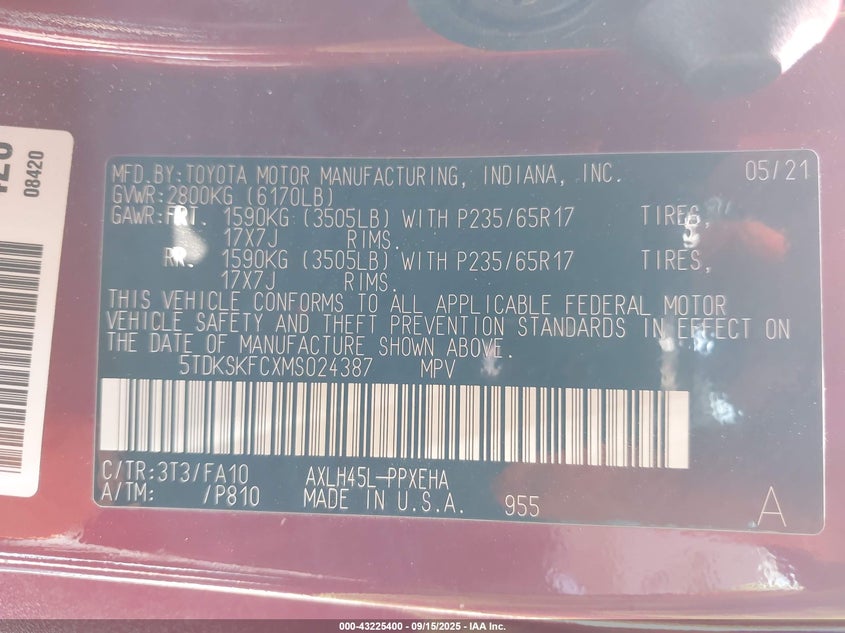 MFD.BY:TOYOTA MOTOR MANUFACTURING, INDIANA, INC. 05/21
GVWR:2800KG (6170LB)
GAWR:FRT. 1590KG (3505LB) WITH P235/65R17 TIRES,
17X7J RIMS.
RR. 1590KG (3505LB) WITH P235/65R17 TIRES,
17X7J RIMS.
THIS VEHICLE CONFORMS TO ALL APPLICABLE FEDERAL MOTOR
VEHICLE SAFETY AND THEFT PREVENTION STANDARDS IN EFFECT ON
THE DATE OF MANUFACTURE SHOWN ABOVE.
5TDKSKFCXMS024387 MPV
C/TR:3T3/FA10 AXLH45L-PPXEHA
A/TM: /P810 MADE IN U.S.A. 955 A
08420
000-43225400 - 09/15/2025 - IAA Inc.